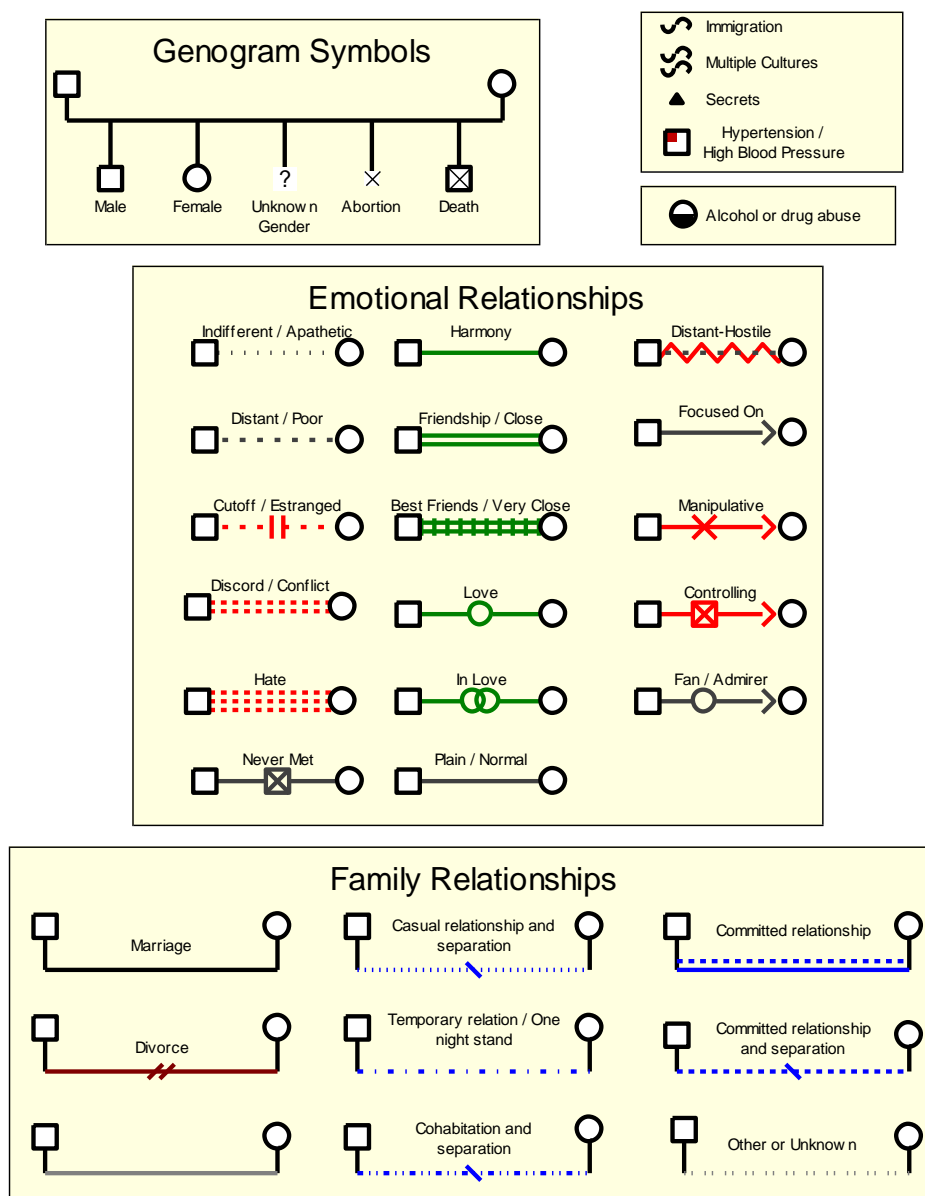 Genogram Symbols
?
Male
Female
Unknown
Gender
Abortion
Death
Immigration
Multiple Cultures
Secrets
Hypertension /
High Blood Pressure
Alcohol or drug abuse
Emotional Relationships
Indifferent / Apathetic
Harmony
Distant-Hostile
Distant / Poor
Friendship / Close
Focused On
Cutoff / Estranged
Best Friends / Very Close
Manipulative
Discord / Conflict
Love
Controlling
Hate
In Love
Fan / Admirer
Never Met
Plain / Normal
Family Relationships
Marriage
Casual relationship and
separation
Committed relationship
Divorce
Temporary relation / One
night stand
Committed relationship
and separation
Cohabitation and
separation
Other or Unknown